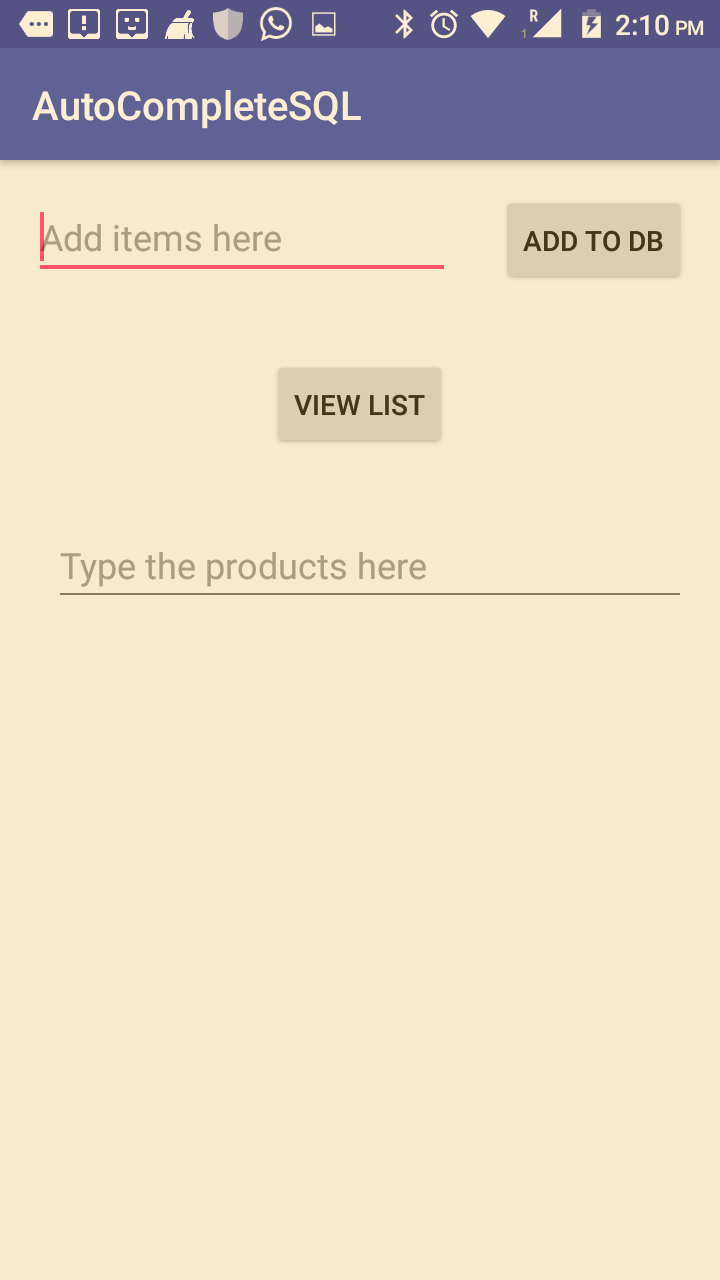 R
1
2:10 PM
AutoCompleteSQL
Add items here
ADD TO DB
VIEW LIST
Type the products here